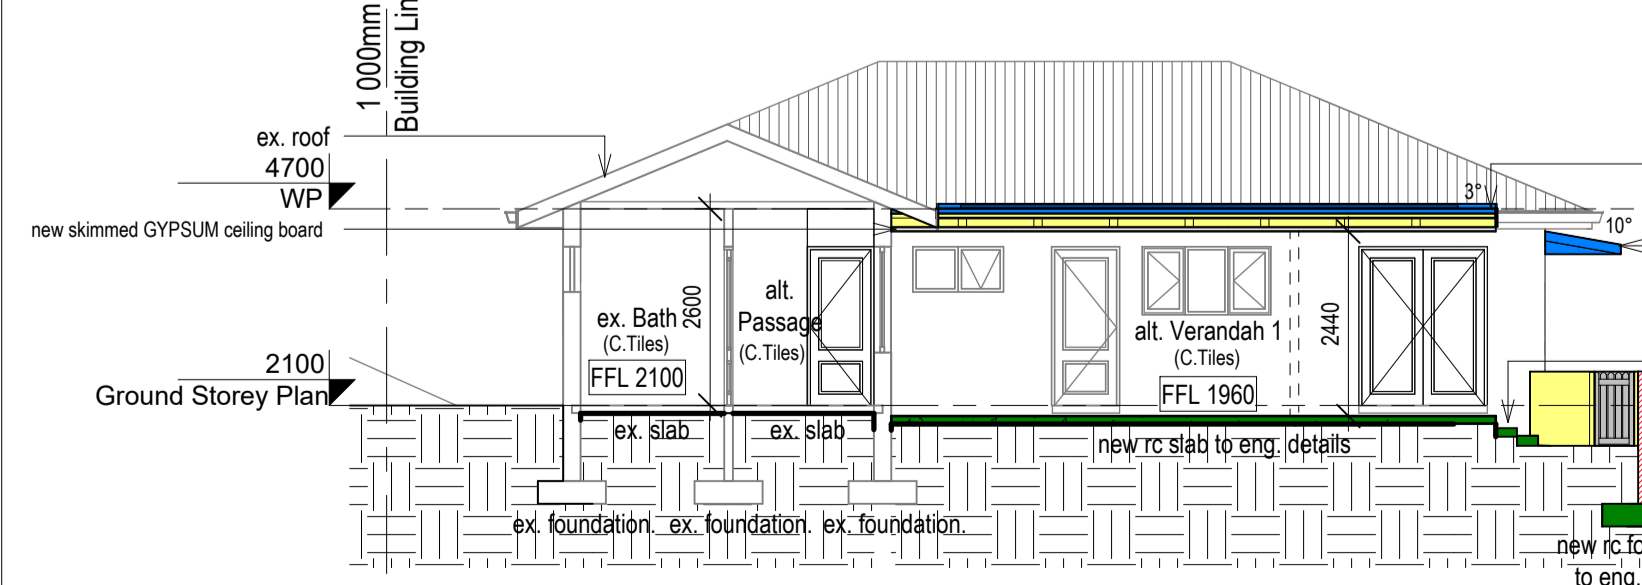 1 000mm
Building Lin
ex. roof
4700
WP
new skimmed GYPSUM ceiling board
3°
10°
alt.
Passage
(C.Tiles)
ex. Bath
(C.Tiles)
2600
FFL 2100
alt. Verandah 1
(C.Tiles)
2440
FFL 1960
2100
Ground Storey Plan
ex. slab
ex. slab
new rc slab to eng. details
ex. foundation.
ex. foundation.
ex. foundation.
new rc fo
to eng.